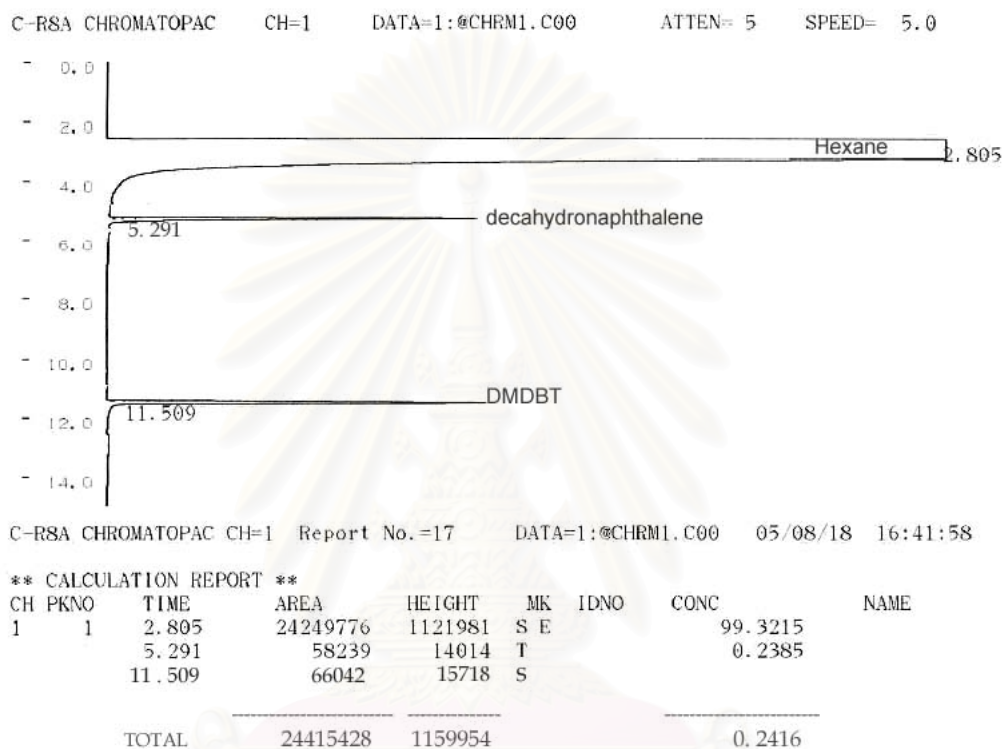 C-R8A CHROMATOPAC CH=1 DATA=1:@CHRM1.C00 ATTEN= 5 SPEED= 5.0
0.0
2.0
Hexane
2.805
4.0
decahydronaphthalene
5.291
6.0
8.0
10.0
DMDBT
11.509
12.0
14.0
C-R8A CHROMATOPAC CH=1 Report No.=17 DATA=1:@CHRM1.C00 05/08/18 16:41:58
** CALCULATION REPORT **
CH PKNO TIME AREA HEIGHT MK IDNO CONC NAME
1 1 2.805 24249776 1121981 S E 99.3215
5.291 58239 14014 T 0.2385
11.509 66042 15718 S
TOTAL 24415428 1159954 0.2416